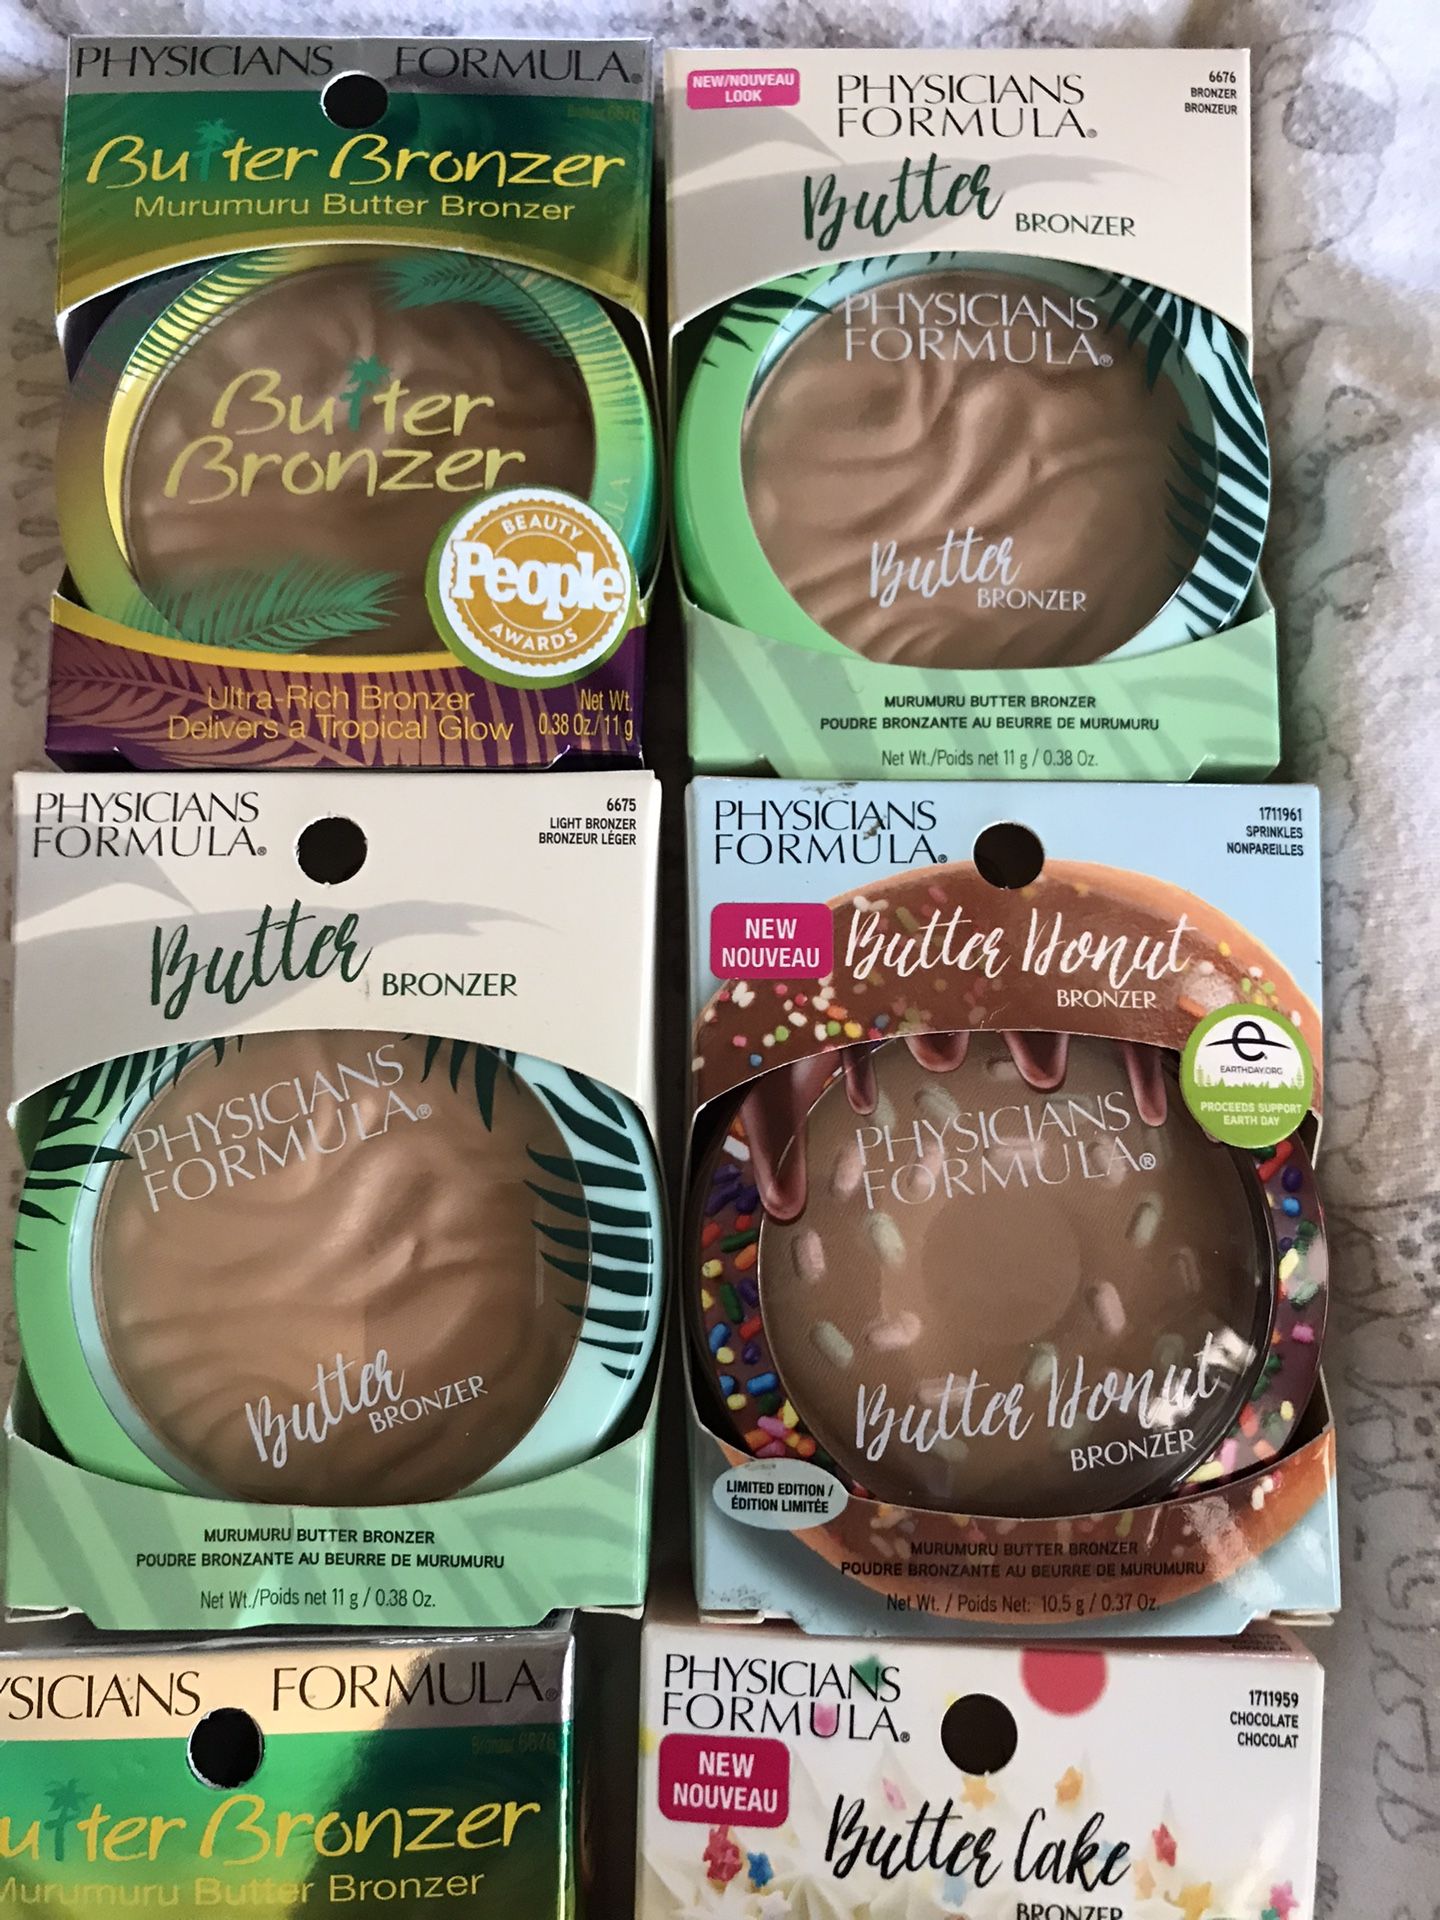 PHYSICIANS FORMULA®
Bronzer 6676
Butter Bronzer
Murumuru Butter Bronzer
Butter
Bronzer
BEAUTY
People
AWARDS
Ultra-Rich Bronzer
Delivers a Tropical Glow
Net Wt.
0.38 Oz./11 g
NEW/NOUVEAU
LOOK
PHYSICIANS
FORMULA®
6676
BRONZER
BRONZEUR
Butter BRONZER
PHYSICIANS
FORMULA®
Butter
BRONZER
MURUMURU BUTTER BRONZER
POUDRE BRONZANTE AU BEURRE DE MURUMURU
Net Wt./Poids net 11 g / 0.38 Oz.
PHYSICIANS
FORMULA®
6675
LIGHT BRONZER
BRONZEUR LÉGER
Butter BRONZER
PHYSICIANS
FORMULA®
Butter
BRONZER
MURUMURU BUTTER BRONZER
POUDRE BRONZANTE AU BEURRE DE MURUMURU
Net Wt./Poids net 11 g / 0.38 Oz.
PHYSICIANS
FORMULA®
1711961
SPRINKLES
NONPAREILLES
NEW
NOUVEAU
Butter Donut
BRONZER
e
EARTHDAY.ORG
PROCEEDS SUPPORT
EARTH DAY
PHYSICIANS
FORMULA®
Butter Donut
BRONZER
LIMITED EDITION /
ÉDITION LIMITÉE
MURUMURU BUTTER BRONZER
POUDRE BRONZANTE AU BEURRE DE MURUMURU
Net Wt. / Poids Net: 10.5 g / 0.37 Oz.
YSICIANS FORMULA®
Bronzer 6676
utter Bronzer
Murumuru Butter Bronzer
PHYSICIANS
FORMULA®
1711959
CHOCOLATE
CHOCOLAT
NEW
NOUVEAU
Butter Cake
BRONZER